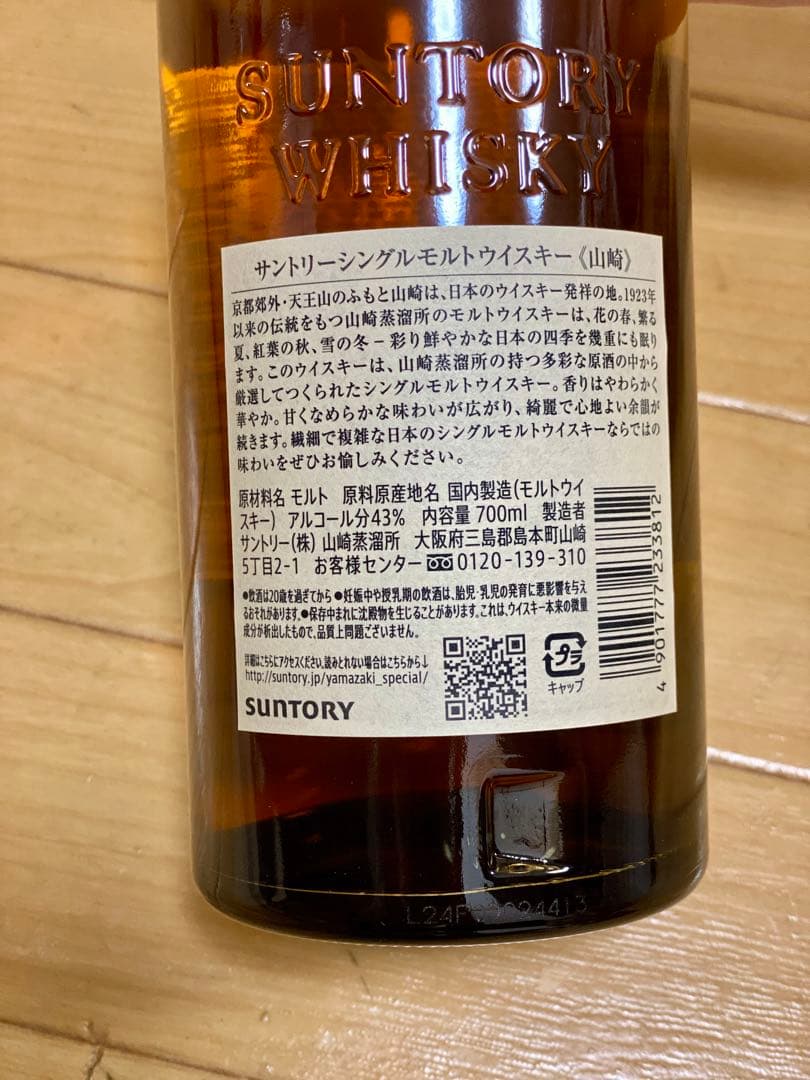 SUNTORY
WHISKY
サントリーシングルモルトウイスキー《山崎》
京都郊外・天王山のふもと山崎は、日本のウイスキー発祥の地。1923年
以来の伝統をもつ山崎蒸溜所のモルトウイスキーは、花の春、繁る
夏、紅葉の秋、雪の冬－彩り鮮やかな日本の四季を幾重にも眠り
ます。このウイスキーは、山崎蒸溜所の持つ多彩な原酒の中から
厳選してつくられたシングルモルトウイスキー。香りはやわらかく
華やか。甘くなめらかな味わいが広がり、綺麗で心地よい余韻が
続きます。繊細で複雑な日本のシングルモルトウイスキーならではの
味わいをぜひお愉しみください。
原材料名 モルト 原料原産地名 国内製造(モルトウイ
スキー) アルコール分43% 内容量 700ml 製造者
サントリー(株) 山崎蒸溜所 大阪府三島郡島本町山崎
5丁目2-1 お客様センター 0120-139-310
●飲酒は20歳を過ぎてから ●妊娠中や授乳期の飲酒は、胎児・乳児の発育に悪影響を与え
るおそれがあります。●保存中まれに沈殿物を生じることがあります。これは、ウイスキー本来の微量
成分が析出したもので、品質上問題ございません。
詳細はこちらにアクセスください。読みとれない場合はこちらから↓
http://suntory.jp/yamazaki_special/
SUNTORY
プラ
キャップ
4 901777 233812